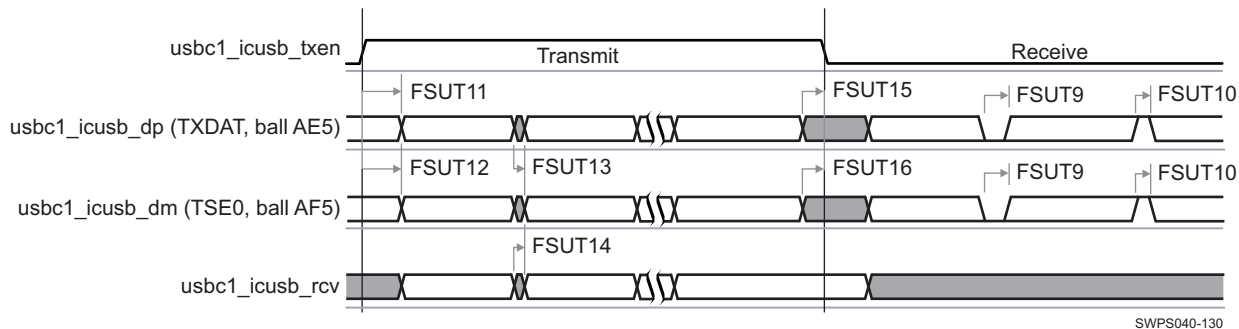 usbc1_icusb_txen
Transmit
Receive
FSUT11
FSUT15
FSUT9
FSUT10
usbc1_icusb_dp (TXDAT, ball AE5)
FSUT12
FSUT13
FSUT16
FSUT9
FSUT10
usbc1_icusb_dm (TSE0, ball AF5)
FSUT14
usbc1_icusb_rcv
SWPS040-130